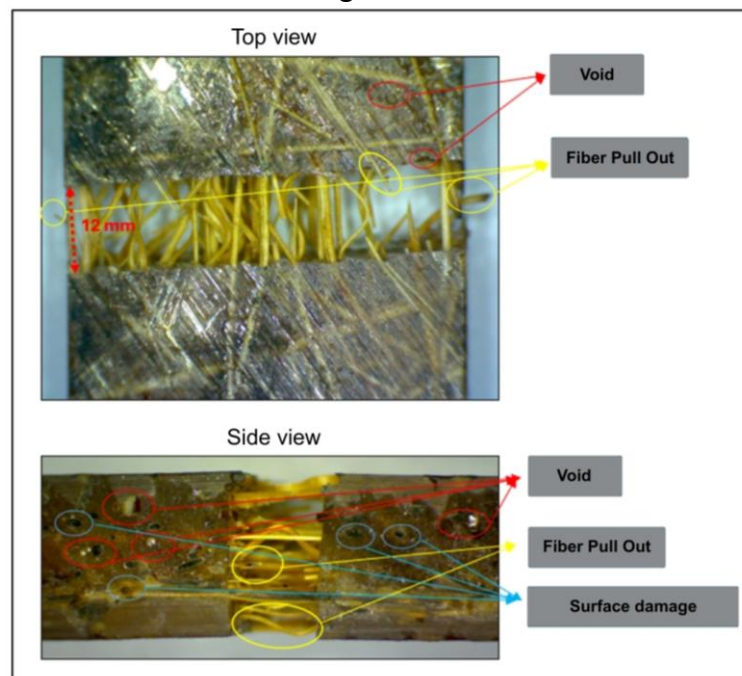 Top view
Void
Fiber Pull Out
12 mm
Side view
Void
Fiber Pull Out
Surface damage